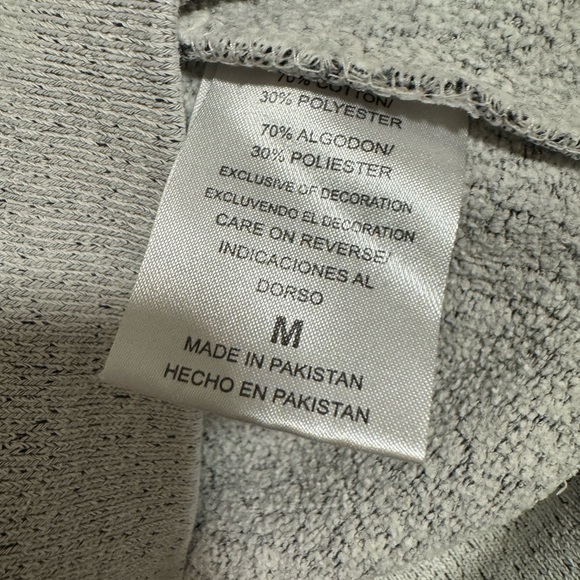 70% COTTON/
30% POLYESTER
70% ALGODON/
30% POLIESTER
EXCLUSIVE OF DECORATION
EXCLUYENDO EL DECORATION
CARE ON REVERSE/
INDICACIONES AL
DORSO
M
MADE IN PAKISTAN
HECHO EN PAKISTAN